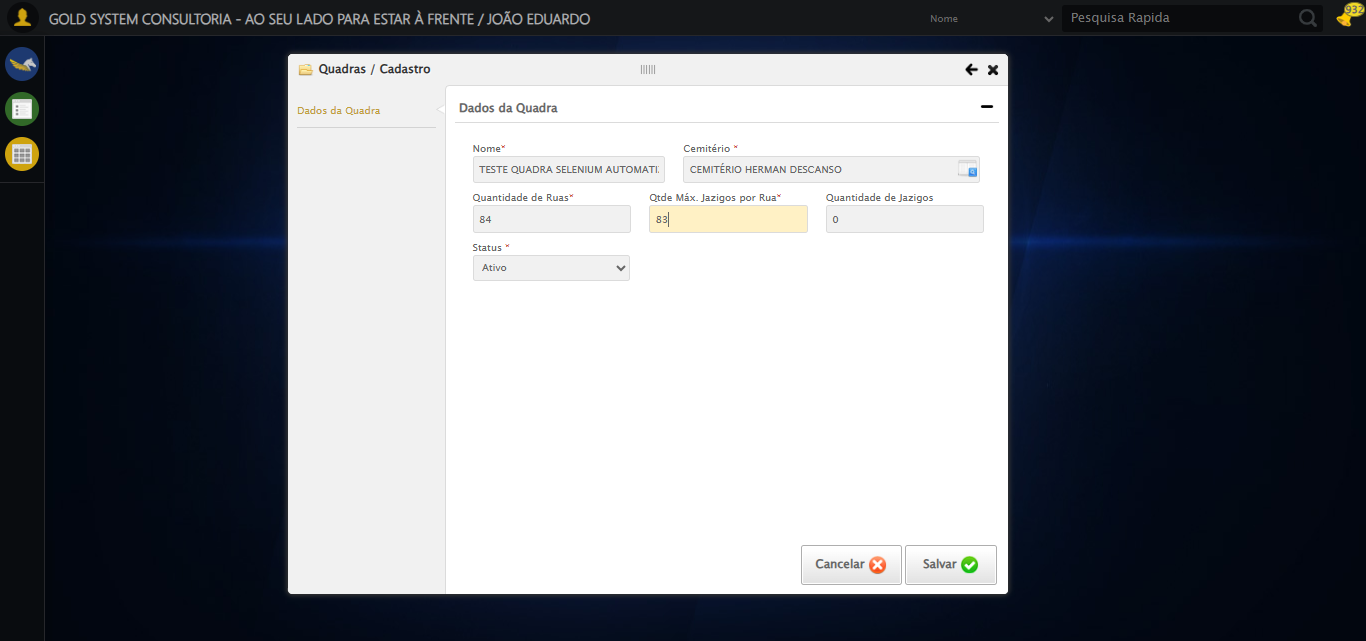 GOLD SYSTEM CONSULTORIA - AO SEU LADO PARA ESTAR À FRENTE / JOÃO EDUARDO
Nome
Pesquisa Rapida
932
Quadras / Cadastro
Dados da Quadra
Dados da Quadra
Nome*
Cemitério *
TESTE QUADRA SELENIUM AUTOMATI
CEMITÉRIO HERMAN DESCANSO
Quantidade de Ruas*
Qtde Máx. Jazigos por Rua*
Quantidade de Jazigos
84
83
0
Status *
Ativo
Cancelar
Salvar